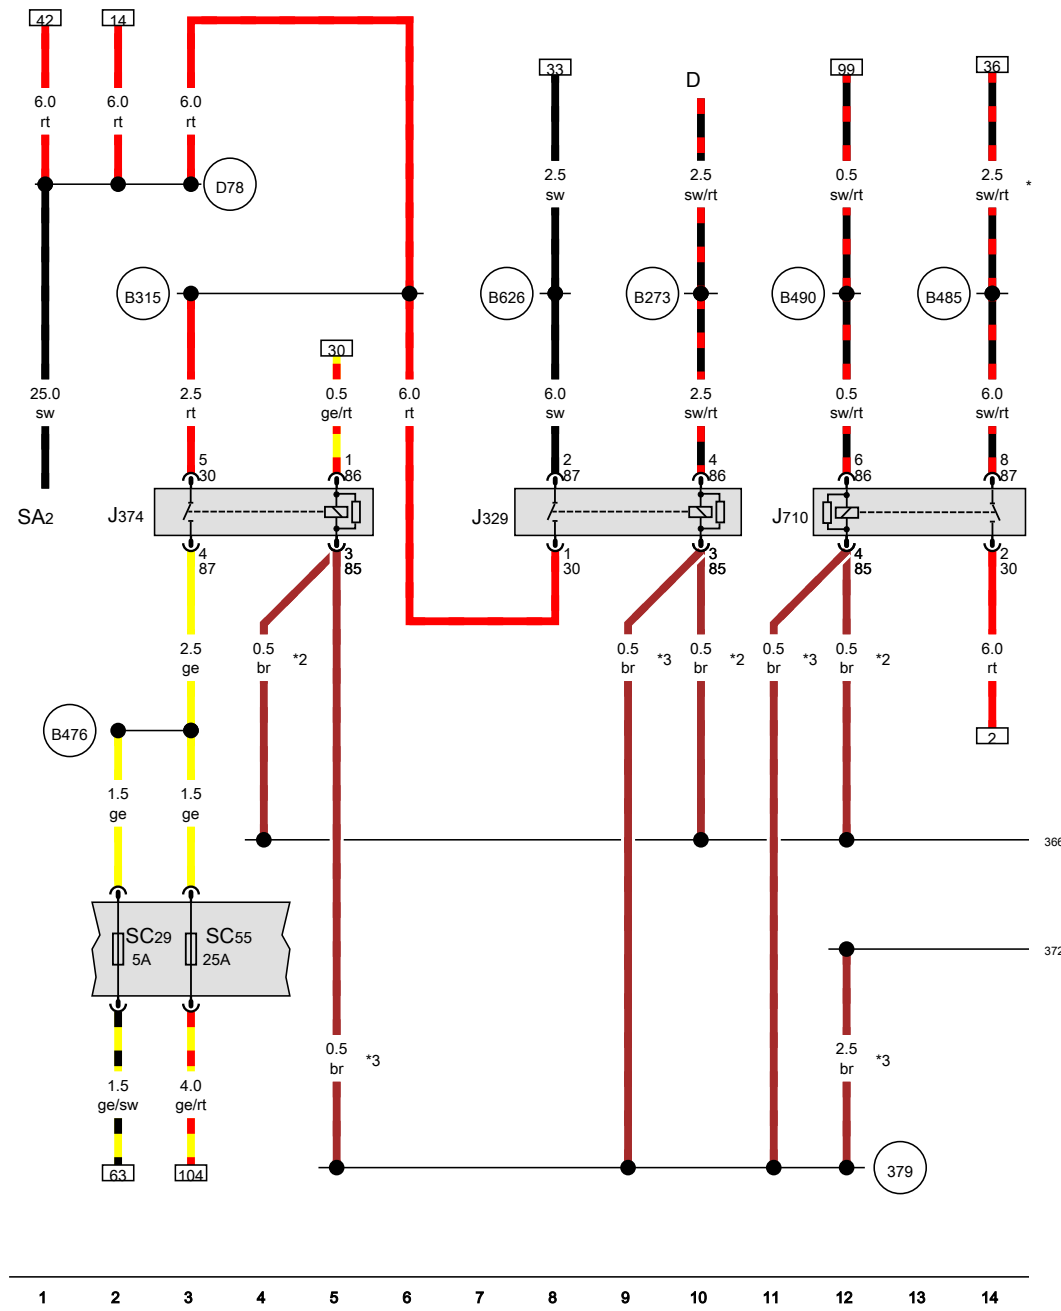 42 14
33 D 99 36
6.0 6.0 6.0
rt rt rt
2.5 2.5 0.5 2.5
sw sw/rt sw/rt sw/rt *
D78
B315 B626 B273 B490 B485
30
25.0 2.5 0.5 6.0 6.0 2.5 0.5 6.0
sw rt ge/rt rt sw sw/rt sw/rt sw/rt
5 1 2 4 6 8
30 86 87 86 86 87
SA2 J374 J329 J710
4 3 1 3 4 2
87 85 30 85 85 30
2.5 0.5 *2 0.5 *3 0.5 *2 0.5 *3 0.5 *2 6.0
ge br br br br br rt
B476 2
1.5 1.5
ge ge
366
SC29 SC55
5A 25A
372
0.5 *3 2.5 *3
br br
1.5 4.0
ge/sw ge/rt
63 104 379
1 2 3 4 5 6 7 8 9 10 11 12 13 14